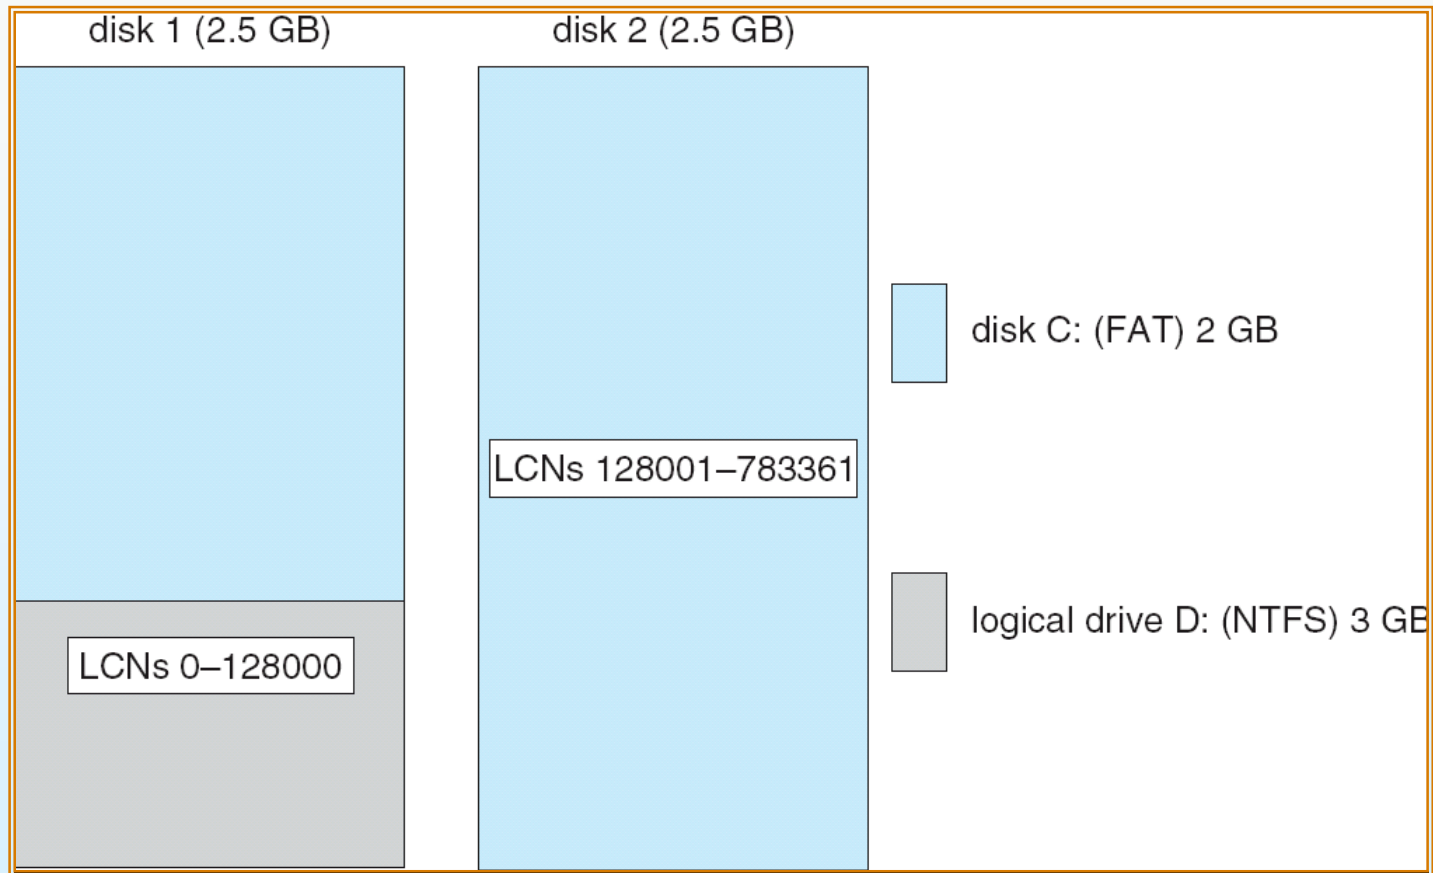 disk 1 (2.5 GB)
disk 2 (2.5 GB)
disk C: (FAT) 2 GB
LCNs 128001–783361
logical drive D: (NTFS) 3 GB
LCNs 0–128000